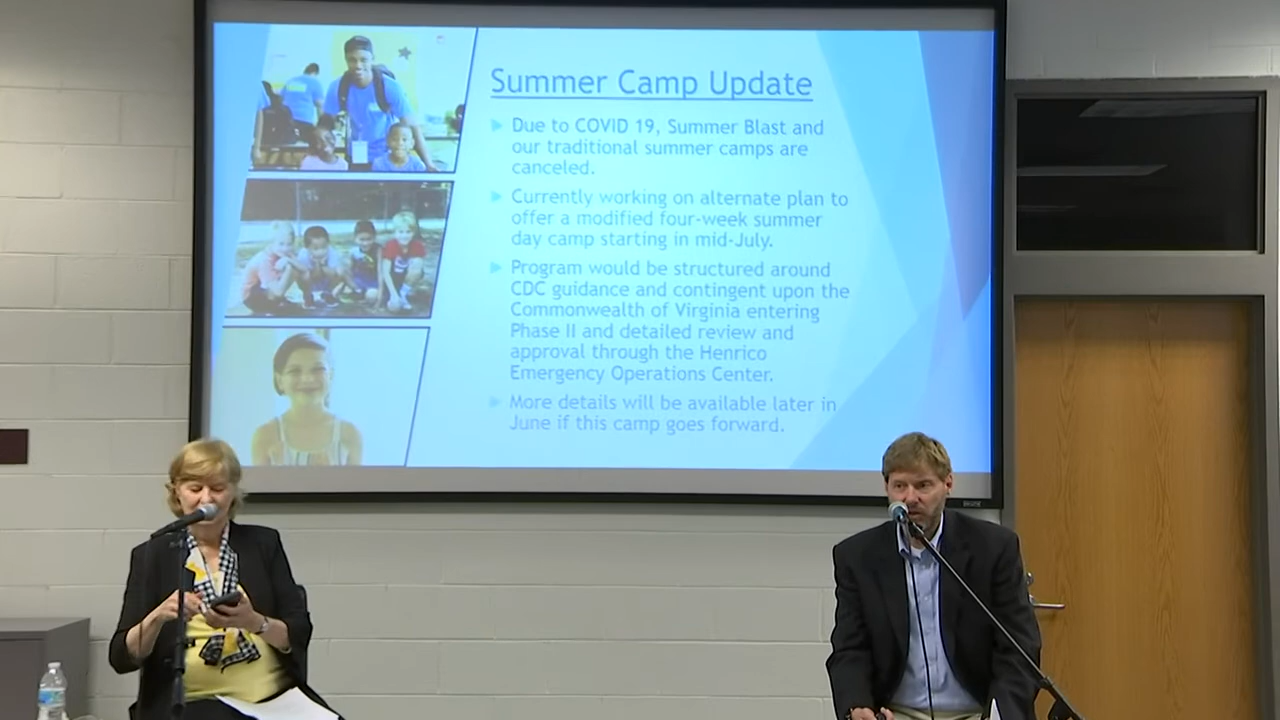 Summer Camp Update
Due to COVID 19, Summer Blast and
our traditional summer camps are
canceled.
Currently working on alternate plan to
offer a modified four-week summer
day camp starting in mid-July.
Program would be structured around
CDC guidance and contingent upon the
Commonwealth of Virginia entering
Phase II and detailed review and
approval through the Henrico
Emergency Operations Center.
More details will be available later in
June if this camp goes forward.